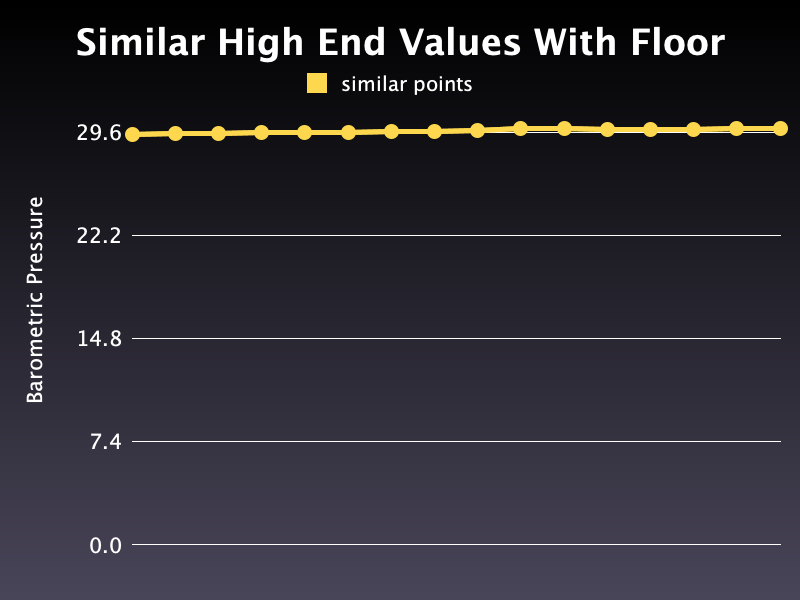 Similar High End Values With Floor
similar points
29.6
22.2
14.8
7.4
0.0
Barometric Pressure